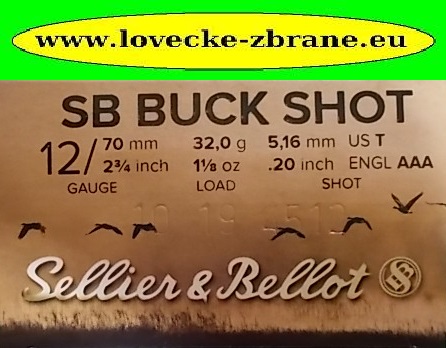 www.lovecke-zbrane.eu
SB BUCK SHOT
12/ 70 mm 32,0 g 5,16 mm US T
2¾ inch 1⅛ oz .20 inch ENGL AAA
GAUGE LOAD SHOT
Sellier & Bellot SB